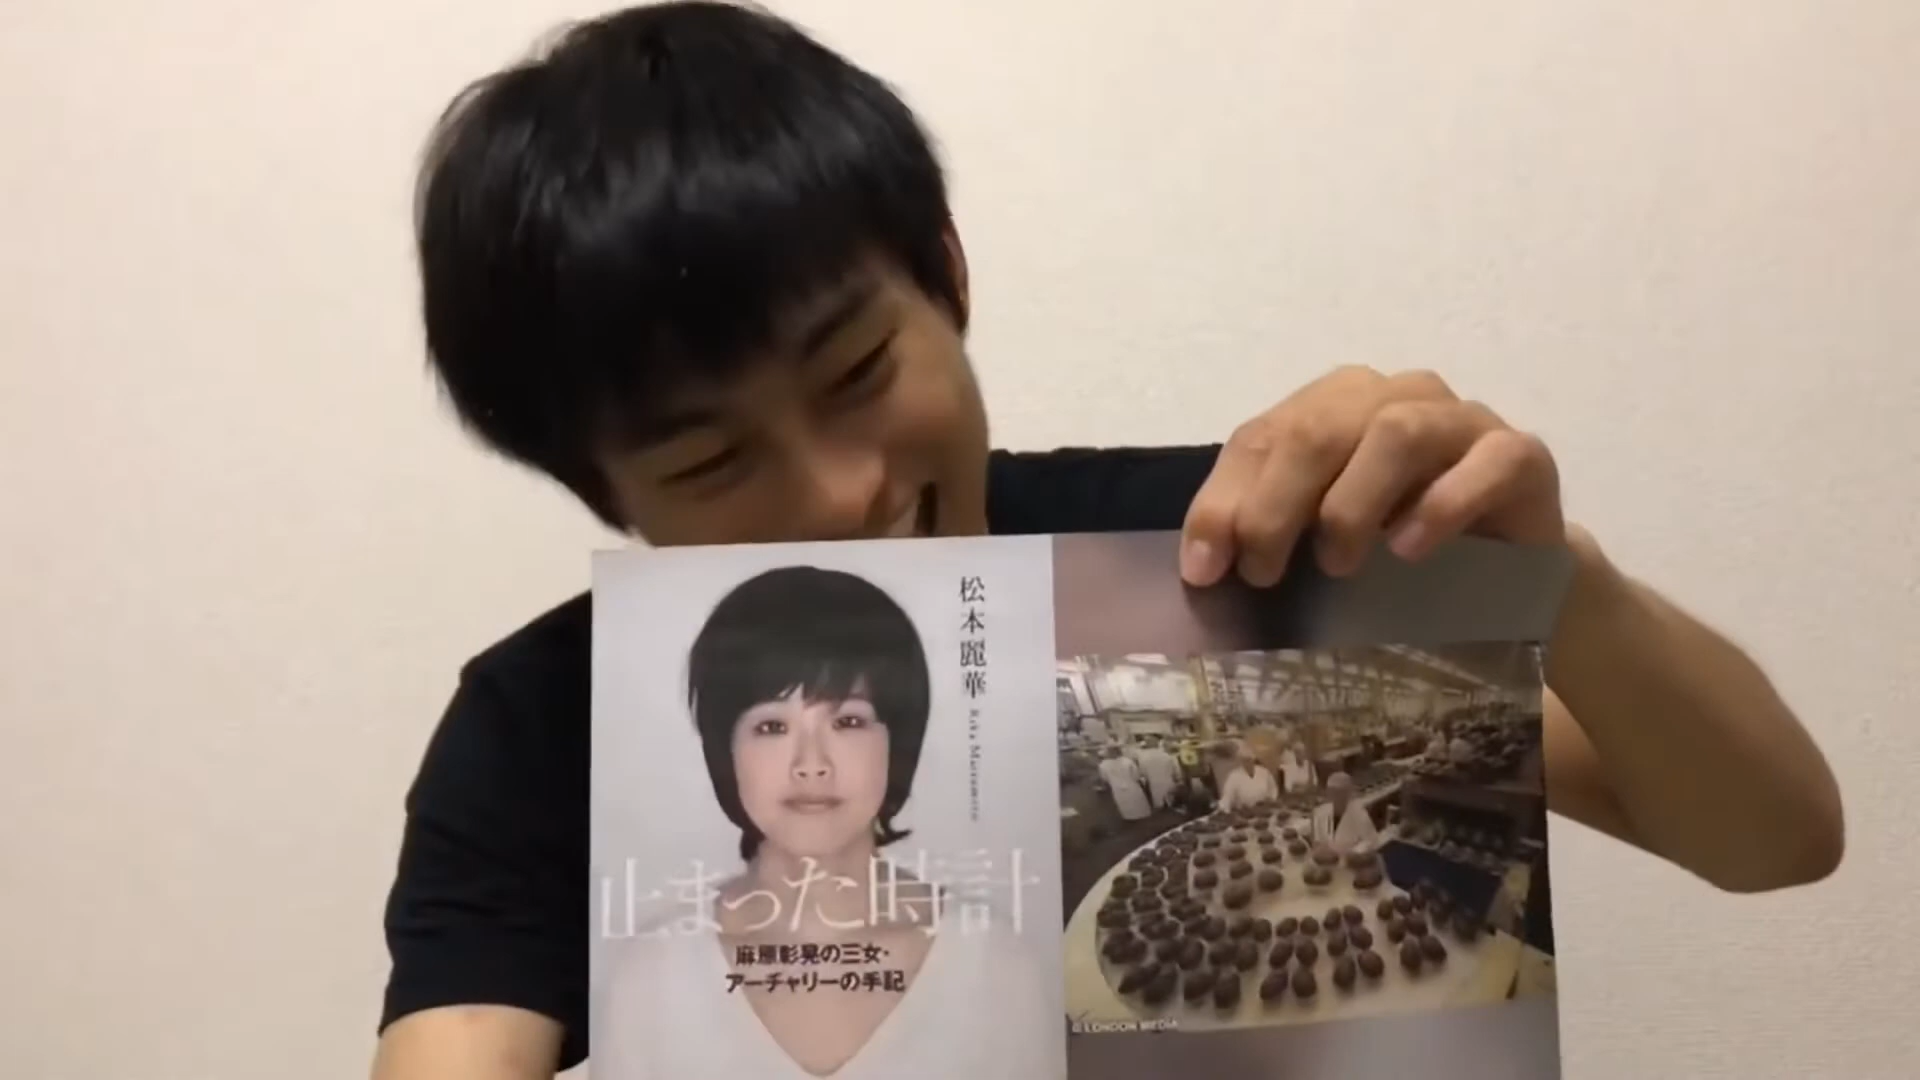 松本麗華
Rika Matsumoto
止まった時計
麻原彰晃の三女・
アーチャリーの手記
© LONDON MEDIA